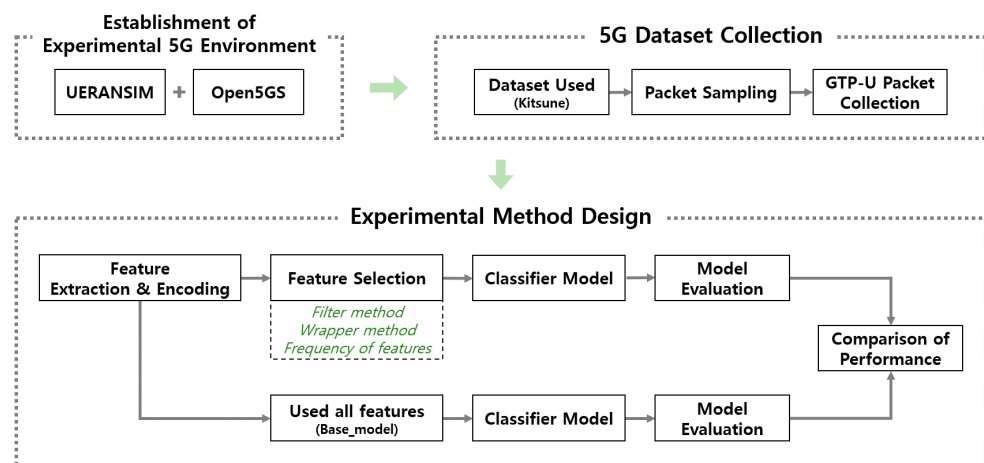 Establishment of
Experimental 5G Environment
UERANSIM + Open5GS
5G Dataset Collection
Dataset Used
(Kitsune)
Packet Sampling
GTP-U Packet
Collection
Experimental Method Design
Feature
Extraction & Encoding
Feature Selection
Filter method
Wrapper method
Frequency of features
Classifier Model
Model
Evaluation
Comparison of
Performance
Used all features
(Base_model)
Classifier Model
Model
Evaluation